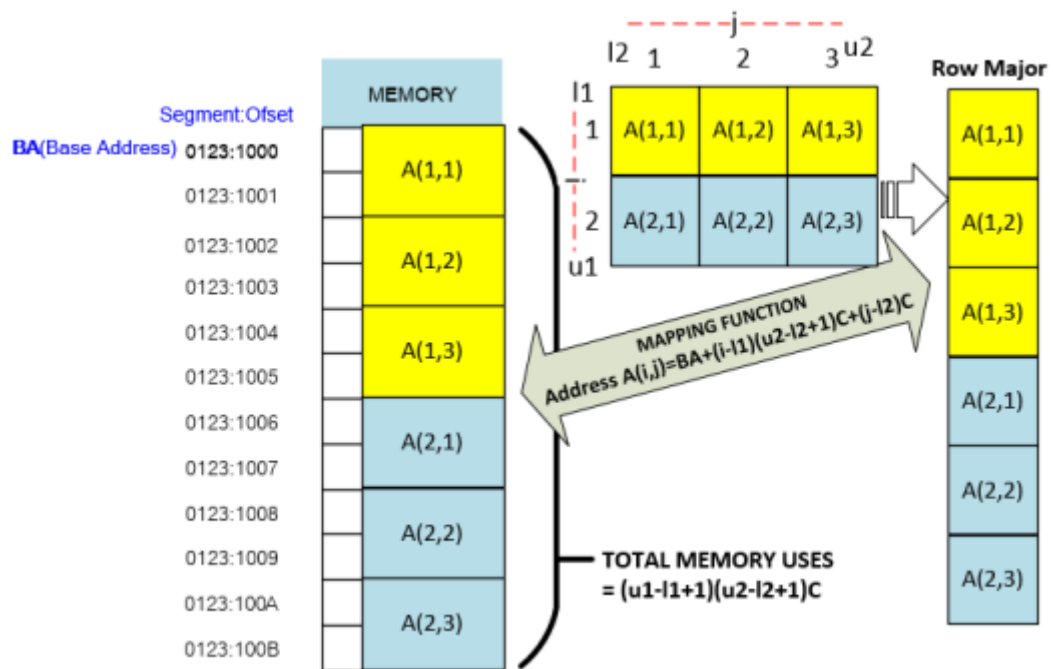 j
l2 1 2 3 u2
Row Major
MEMORY
l1
Segment:Ofset
BA(Base Address) 0123:1000
A(1,1)
0123:1001
0123:1002
A(1,2)
0123:1003
0123:1004
A(1,3)
0123:1005
0123:1006
A(2,1)
0123:1007
0123:1008
A(2,2)
0123:1009
0123:100A
A(2,3)
0123:100B
1 A(1,1) A(1,2) A(1,3)
i
2 A(2,1) A(2,2) A(2,3)
u1
MAPPING FUNCTION
Address A(i,j)=BA+(i-l1)(u2-l2+1)C+(j-l2)C
TOTAL MEMORY USES
= (u1-l1+1)(u2-l2+1)C
A(1,1)
A(1,2)
A(1,3)
A(2,1)
A(2,2)
A(2,3)